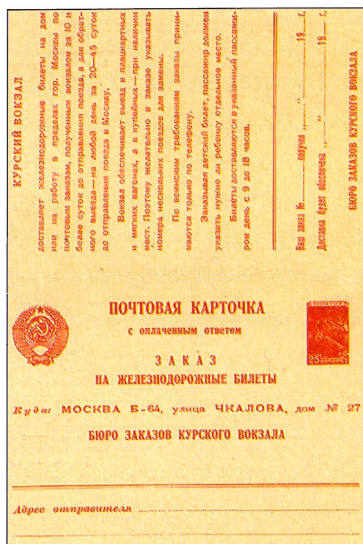 КУРСКИЙ ВОКЗАЛ
доставляет железнодорожные билеты на дом
или на работу в пределах гор. Москвы по
почтовым заказам, полученным вокзалом за 10 и
более суток до отправления поезда, а для обрат-
ного выезда — на любой день за 20—45 суток
до отправления поезда в Москву.
Вокзал обеспечивает выезд в плацкартных
и мягких вагонах, а в купейных — при наличии
мест. Поэтому желательно в заказе указывать
номера нескольких поездов для замены.
По воинским требованиям заказы прини-
маются только по телефону.
Заказывая детский билет, пассажир должен
указать нужно ли ребенку отдельное место.
Билеты доставляются в указанный пассажи-
ром день с 9 до 18 часов.
Ваш заказ № получен „ “ 19 г.
Доставка будет обеспечена „ “ 19 г.
БЮРО ЗАКАЗОВ КУРСКОГО ВОКЗАЛА
ПОЧТОВАЯ КАРТОЧКА
с оплаченным ответом
ЗАКАЗ
НА ЖЕЛЕЗНОДОРОЖНЫЕ БИЛЕТЫ
25
Куда: МОСКВА Б-64, улица ЧКАЛОВА, дом № 27
БЮРО ЗАКАЗОВ КУРСКОГО ВОКЗАЛА
Адрес отправителя